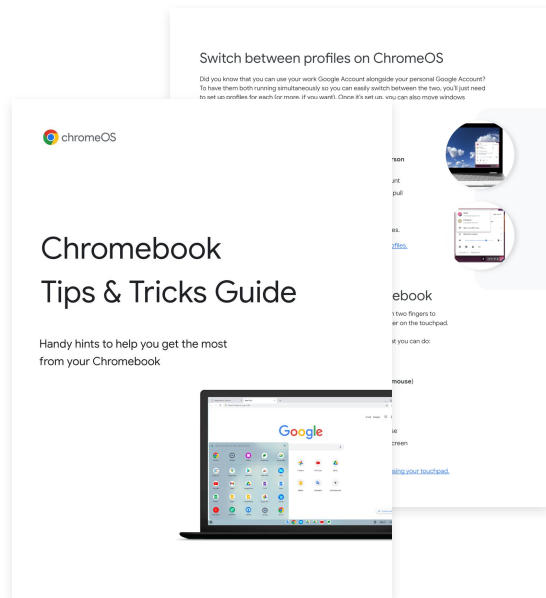 Switch between profiles on ChromeOS
Did you know that you can use your work Google Account alongside your personal Google Account?
To have them both running simultaneously so you can easily switch between the two, you'll just need
to set up profiles for each (or more, if you want). Once it's set up, you can also move windows
chromeOS
rson
unt
pull
Chromebook
Tips & Tricks Guide
es.
ofiles.
ebook
n two fingers to
er on the touchpad.
Handy hints to help you get the most
from your Chromebook
at you can do:
mouse)
Google
se
creen
using your touchpad.